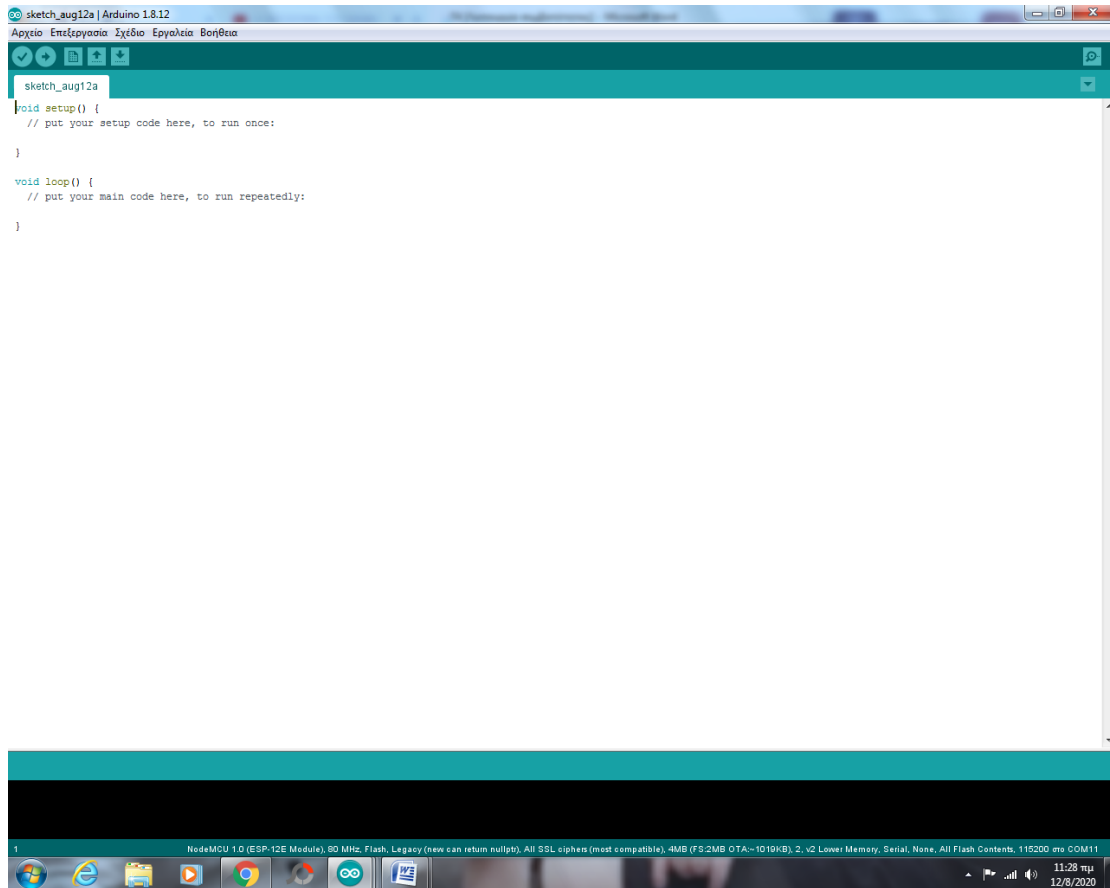 sketch_aug12a | Arduino 1.8.12
Αρχείο Επεξεργασία Σχέδιο Εργαλεία Βοήθεια
sketch_aug12a
void setup() {
// put your setup code here, to run once:
}
void loop() {
// put your main code here, to run repeatedly:
}
1
NodeMCU 1.0 (ESP-12E Module), 80 MHz, Flash, Legacy (new can return nullptr), All SSL ciphers (most compatible), 4MB (FS:2MB OTA:~1019KB), 2, v2 Lower Memory, Serial, None, All Flash Contents, 115200 στο COM11
11:28 πμ
12/8/2020